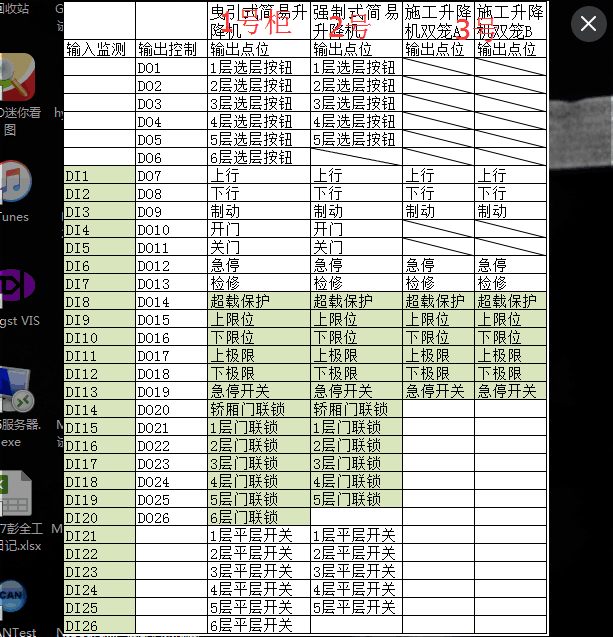 回收站
迷你看
图
Tunes
gst VIS
服务器.
exe
7彭全工
日记.xlsx
CAN
ANTest
1号柜 2号 3号
曳引式简易升降机 强制式简易升降机 施工升降机双笼A 施工升降机双笼B
输入监测 输出控制 输出点位 输出点位 输出点位 输出点位
DO1 1层选层按钮 1层选层按钮
DO2 2层选层按钮 2层选层按钮
DO3 3层选层按钮 3层选层按钮
DO4 4层选层按钮 4层选层按钮
DO5 5层选层按钮 5层选层按钮
DO6 6层选层按钮
DI1 DO7 上行 上行 上行 上行
DI2 DO8 下行 下行 下行 下行
DI3 DO9 制动 制动 制动 制动
DI4 DO10 开门 开门
DI5 DO11 关门 关门
DI6 DO12 急停 急停 急停 急停
DI7 DO13 检修 检修 检修 检修
DI8 DO14 超载保护 超载保护 超载保护 超载保护
DI9 DO15 上限位 上限位 上限位 上限位
DI10 DO16 下限位 下限位 下限位 下限位
DI11 DO17 上极限 上极限 上极限 上极限
DI12 DO18 下极限 下极限 下极限 下极限
DI13 DO19 急停开关 急停开关 急停开关 急停开关
DI14 DO20 轿厢门联锁 轿厢门联锁
DI15 DO21 1层门联锁 1层门联锁
DI16 DO22 2层门联锁 2层门联锁
DI17 DO23 3层门联锁 3层门联锁
DI18 DO24 4层门联锁 4层门联锁
DI19 DO25 5层门联锁 5层门联锁
DI20 DO26 6层门联锁
DI21 1层平层开关 1层平层开关
DI22 2层平层开关 2层平层开关
DI23 3层平层开关 3层平层开关
DI24 4层平层开关 4层平层开关
DI25 5层平层开关 5层平层开关
DI26 6层平层开关